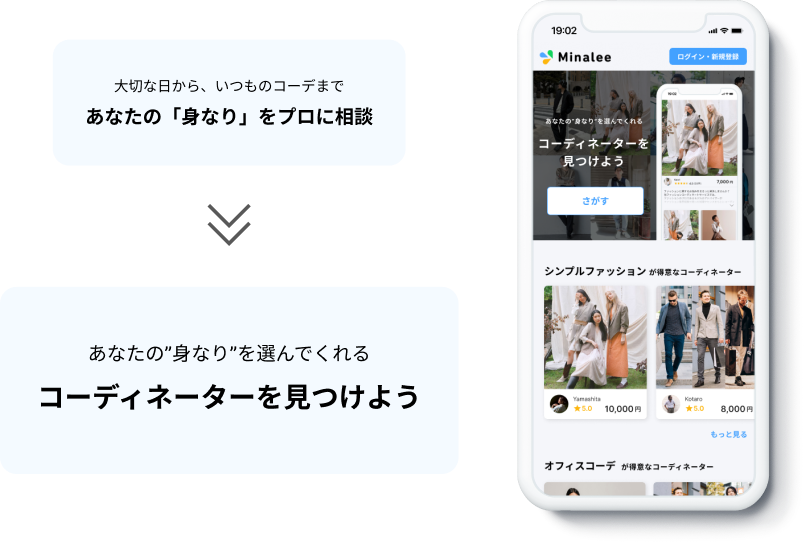 大切な日から、いつものコーデまで
あなたの「身なり」をプロに相談
あなたの”身なり”を選んでくれる
コーディネーターを見つけよう
19:02
Minalee
ログイン・新規登録
あなたの”身なり”を選んでくれる
コーディネーターを
見つけよう
さがす
19:02
7,000円
シンプルファッション が得意なコーディネーター
Yamashita
★5.0 10,000円
Kotaro
★5.0 8,000円
もっと見る
オフィスコーデ が得意なコーディネーター